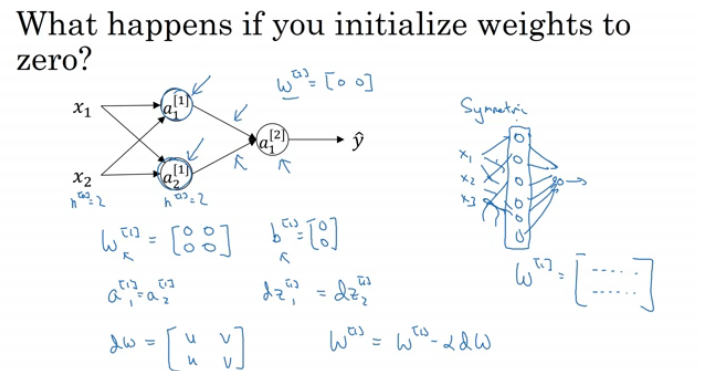 What happens if you initialize weights to
zero?
W^[2] = [0 0]
x₁ a₁^[1] a₁^[2] ŷ
x₂ a₂^[1]
n^[0]=2 n^[1]=2
Symmetric
x₁
x₂
x₃
W^[1] = [0 0
0 0] b^[1] = [0
0]
a₁^[1] = a₂^[1] dz₁^[1] = dz₂^[1]
dW = [u v
u v] W^[1] = W^[1] - αdW
W^[1] = [-----
------]